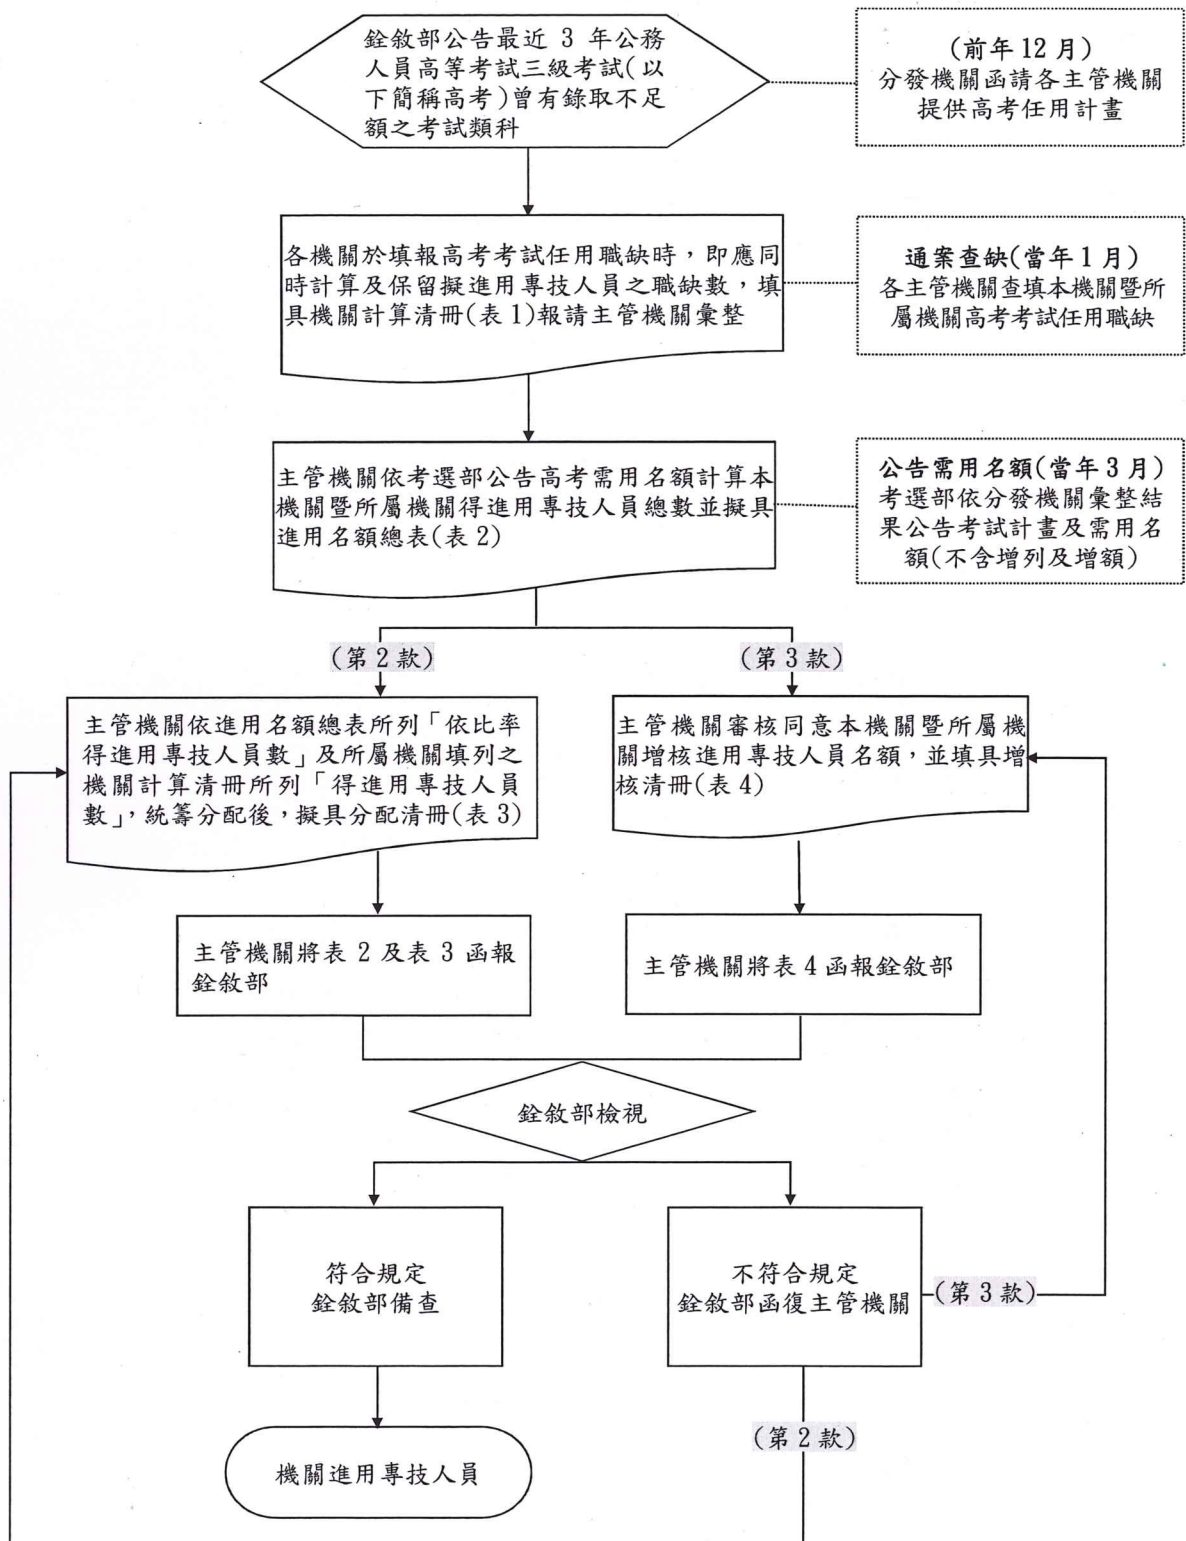 銓敘部公告最近 3 年公務
人員高等考試三級考試(以
下簡稱高考)曾有錄取不足
額之考試類科
(前年 12 月)
分發機關函請各主管機關
提供高考任用計畫
各機關於填報高考考試任用職缺時，即應同
時計算及保留擬進用專技人員之職缺數，填
具機關計算清冊(表 1)報請主管機關彙整
通案查缺(當年 1 月)
各主管機關查填本機關暨所
屬機關高考考試任用職缺
主管機關依考選部公告高考需用名額計算本
機關暨所屬機關得進用專技人員總數並擬具
進用名額總表(表 2)
公告需用名額(當年 3 月)
考選部依分發機關彙整結
果公告考試計畫及需用名
額(不含增列及增額)
(第 2 款)
(第 3 款)
主管機關依進用名額總表所列「依比率
得進用專技人員數」及所屬機關填列之
機關計算清冊所列「得進用專技人員
數」，統籌分配後，擬具分配清冊(表 3)
主管機關審核同意本機關暨所屬機
關增核進用專技人員名額，並填具增
核清冊(表 4)
主管機關將表 2 及表 3 函報
銓敘部
主管機關將表 4 函報銓敘部
銓敘部檢視
符合規定
銓敘部備查
不符合規定
銓敘部函復主管機關
(第 3 款)
(第 2 款)
機關進用專技人員